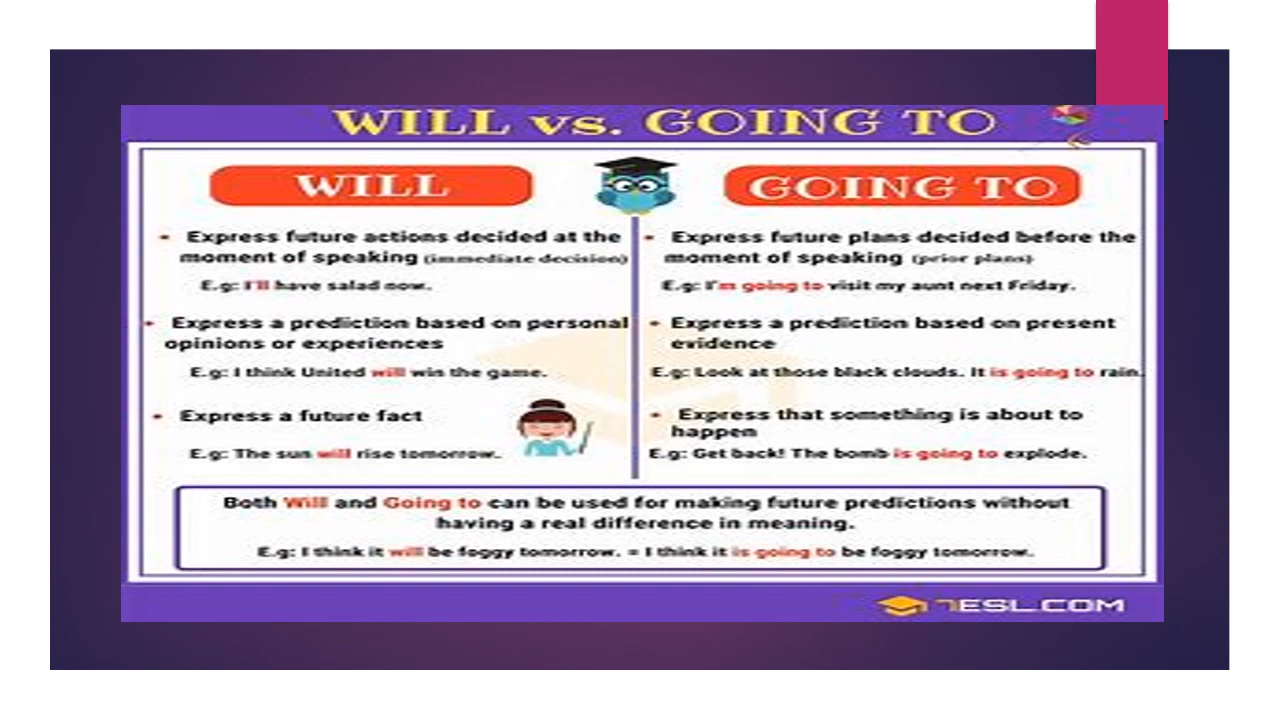 WILL vs. GOING TO
WILL
• Express future actions decided at the
moment of speaking (immediate decision)
E.g: I'll have salad now.
• Express a prediction based on personal
opinions or experiences
E.g: I think United will win the game.
• Express a future fact
E.g: The sun will rise tomorrow.
GOING TO
• Express future plans decided before the
moment of speaking (prior plans)
E.g: I'm going to visit my aunt next Friday.
• Express a prediction based on present
evidence
E.g: Look at those black clouds. It is going to rain.
• Express that something is about to
happen
E.g: Get back! The bomb is going to explode.
Both Will and Going to can be used for making future predictions without
having a real difference in meaning.
E.g: I think it will be foggy tomorrow. = I think it is going to be foggy tomorrow.
7ESL.COM